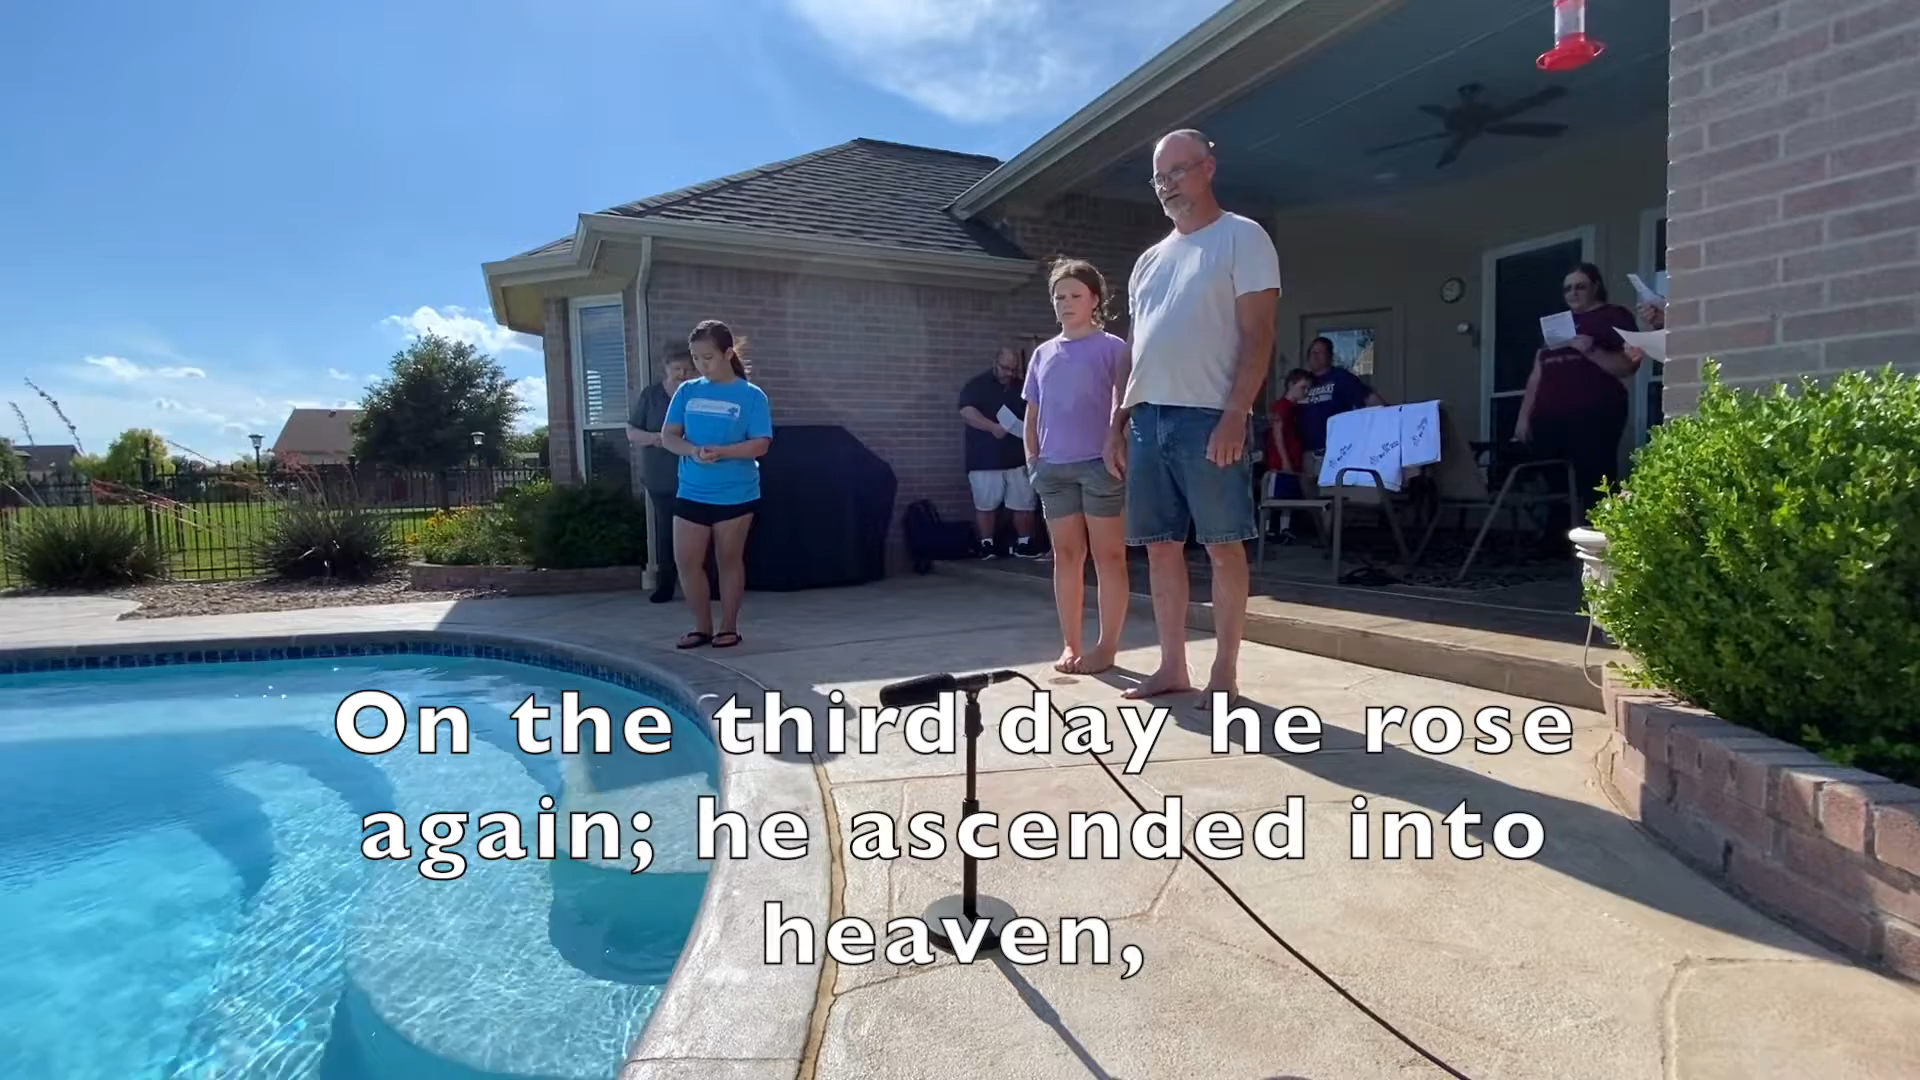 On the third day he rose
again; he ascended into
heaven,